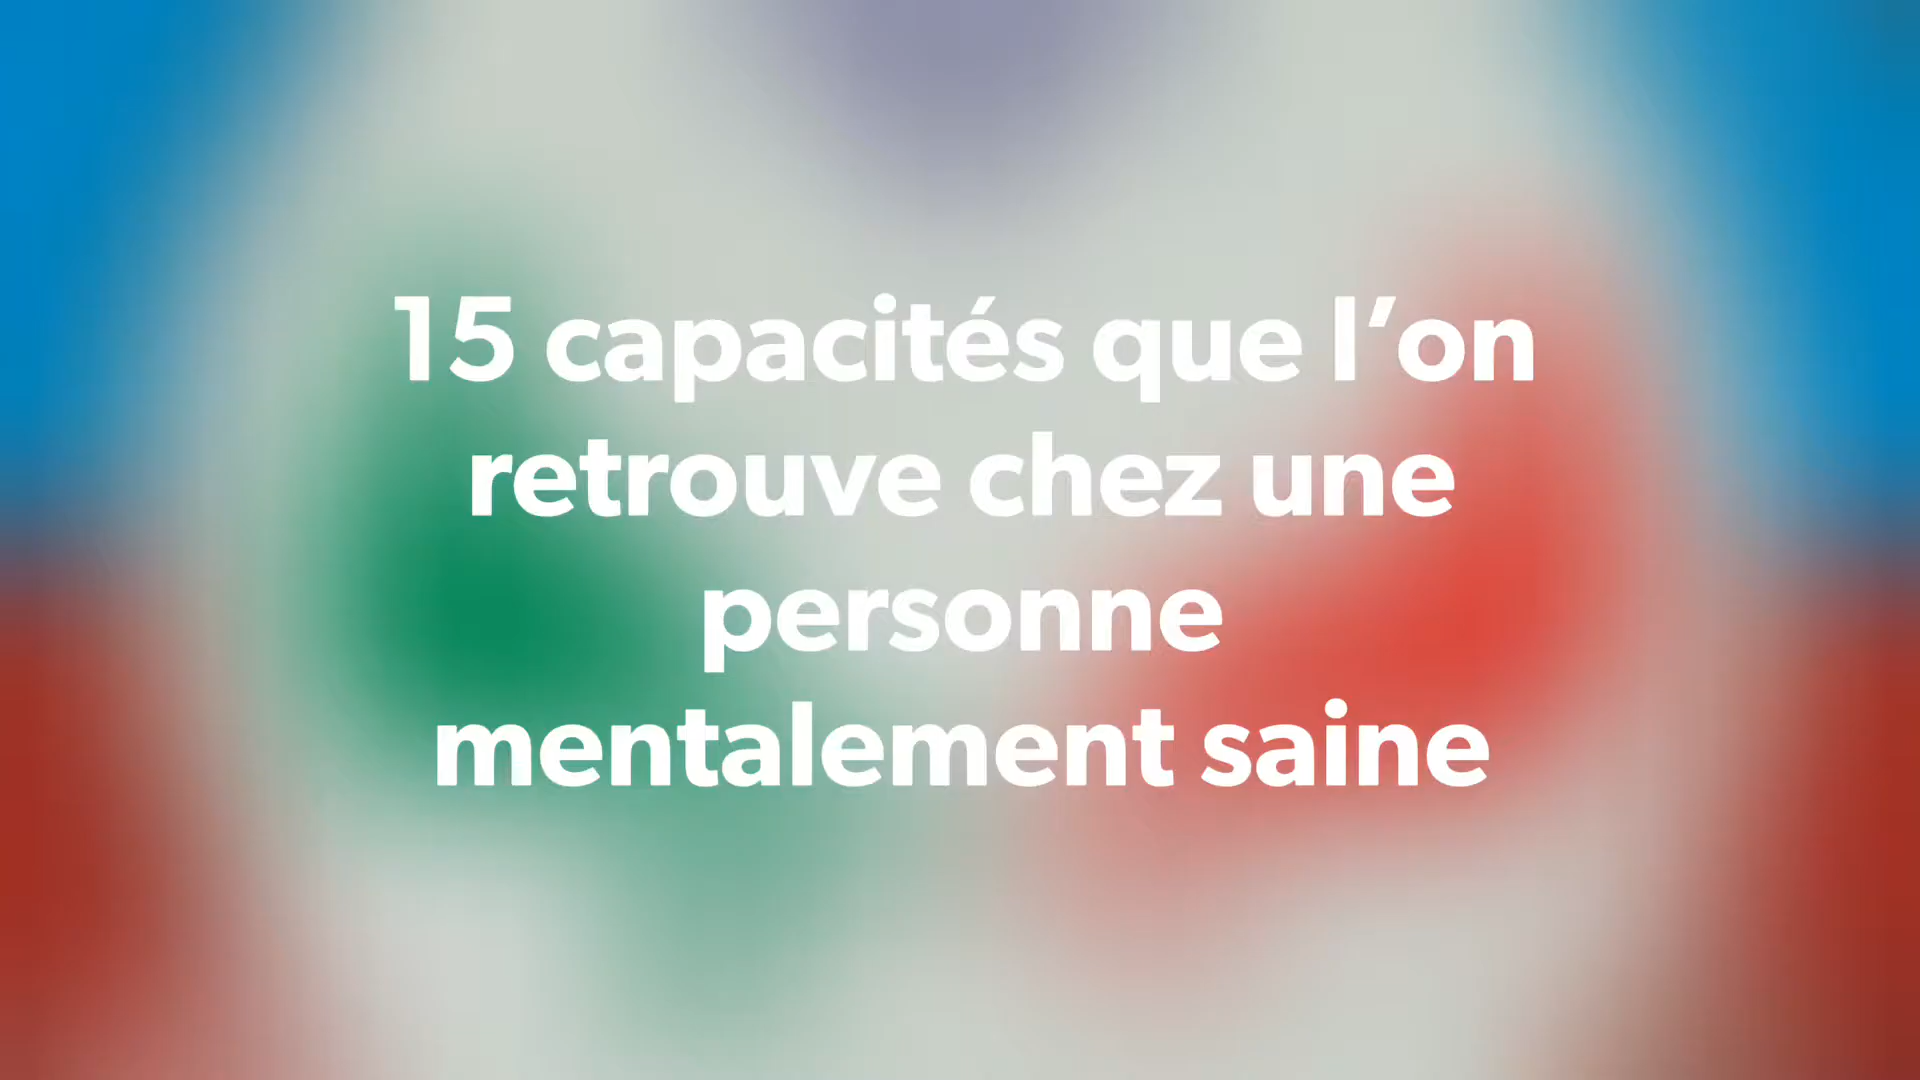 15 capacités que l’on
retrouve chez une
personne
mentalement saine